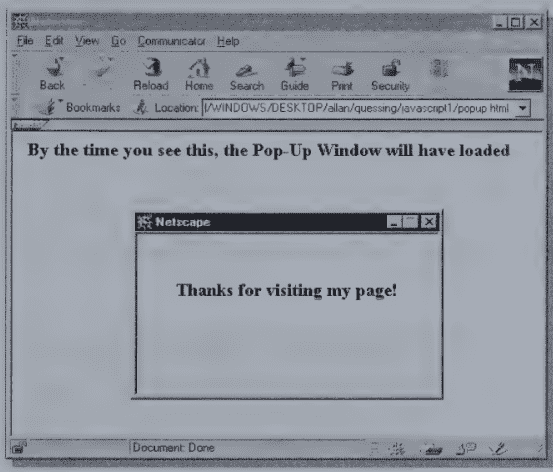 File Edit View Go Communicator Help
Back Reload Home Search Guide Print Security
N
Bookmarks Location: I/WINDOWS/DESKTOP/allan/quessing/javascript1/popup html
By the time you see this, the Pop-Up Window will have loaded
Netscape
Thanks for visiting my page!
Document: Done